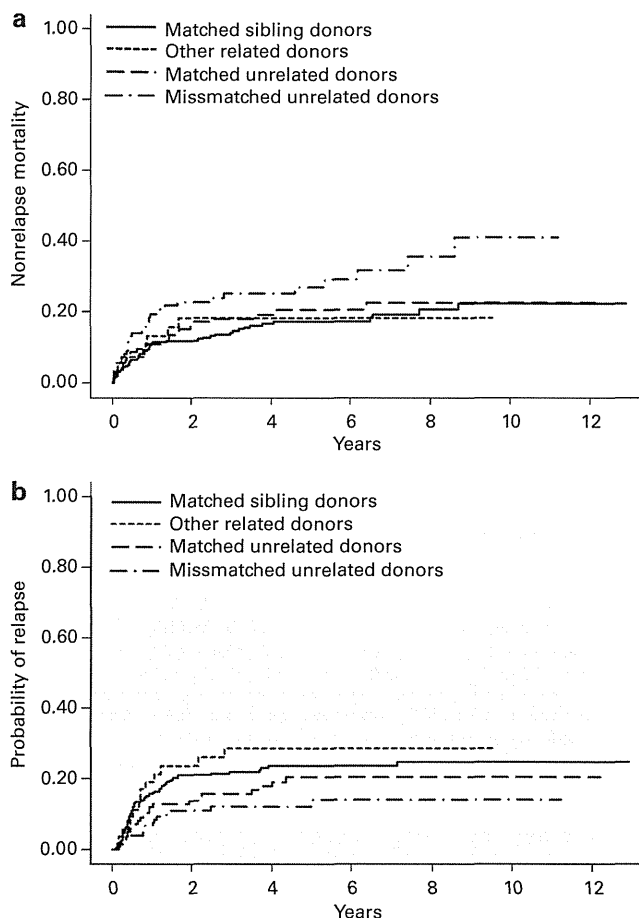 a
1.00
0.80
0.60
0.40
0.20
0.00
Nonrelapse mortality
Matched sibling donors
Other related donors
Matched unrelated donors
Missmatched unrelated donors
0 2 4 6 8 10 12
Years
b
1.00
0.80
0.60
0.40
0.20
0.00
Probability of relapse
Matched sibling donors
Other related donors
Matched unrelated donors
Missmatched unrelated donors
0 2 4 6 8 10 12
Years